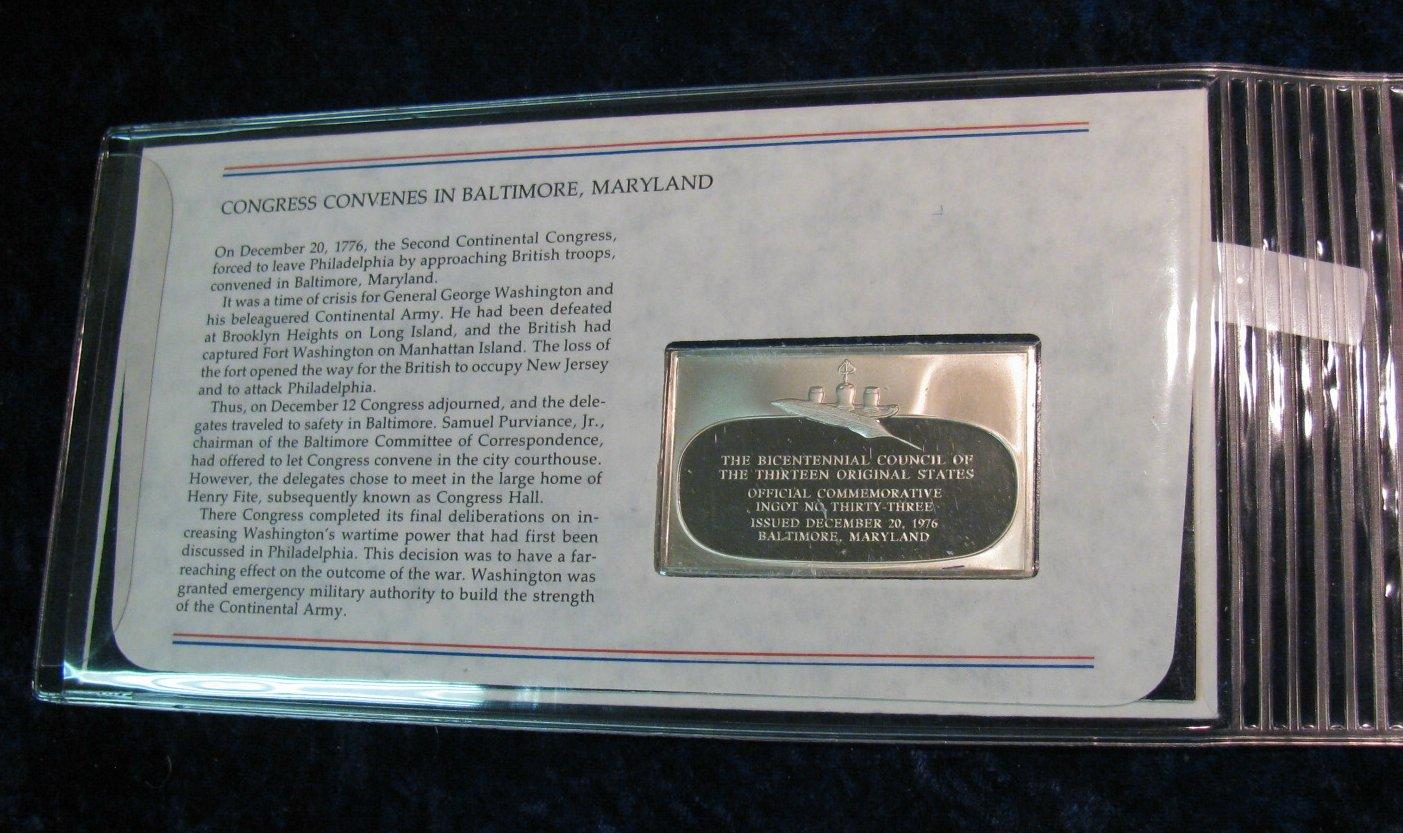 CONGRESS CONVENES IN BALTIMORE, MARYLAND
On December 20, 1776, the Second Continental Congress,
forced to leave Philadelphia by approaching British troops,
convened in Baltimore, Maryland.
It was a time of crisis for General George Washington and
his beleaguered Continental Army. He had been defeated
at Brooklyn Heights on Long Island, and the British had
captured Fort Washington on Manhattan Island. The loss of
the fort opened the way for the British to occupy New Jersey
and to attack Philadelphia.
Thus, on December 12 Congress adjourned, and the dele-
gates traveled to safety in Baltimore. Samuel Purviance, Jr.,
chairman of the Baltimore Committee of Correspondence,
had offered to let Congress convene in the city courthouse.
However, the delegates chose to meet in the large home of
Henry Fite, subsequently known as Congress Hall.
There Congress completed its final deliberations on in-
creasing Washington's wartime power that had first been
discussed in Philadelphia. This decision was to have a far-
reaching effect on the outcome of the war. Washington was
granted emergency military authority to build the strength
of the Continental Army.
THE BICENTENNIAL COUNCIL OF
THE THIRTEEN ORIGINAL STATES
OFFICIAL COMMEMORATIVE
INGOT NO. THIRTY-THREE
ISSUED DECEMBER 20, 1976
BALTIMORE, MARYLAND